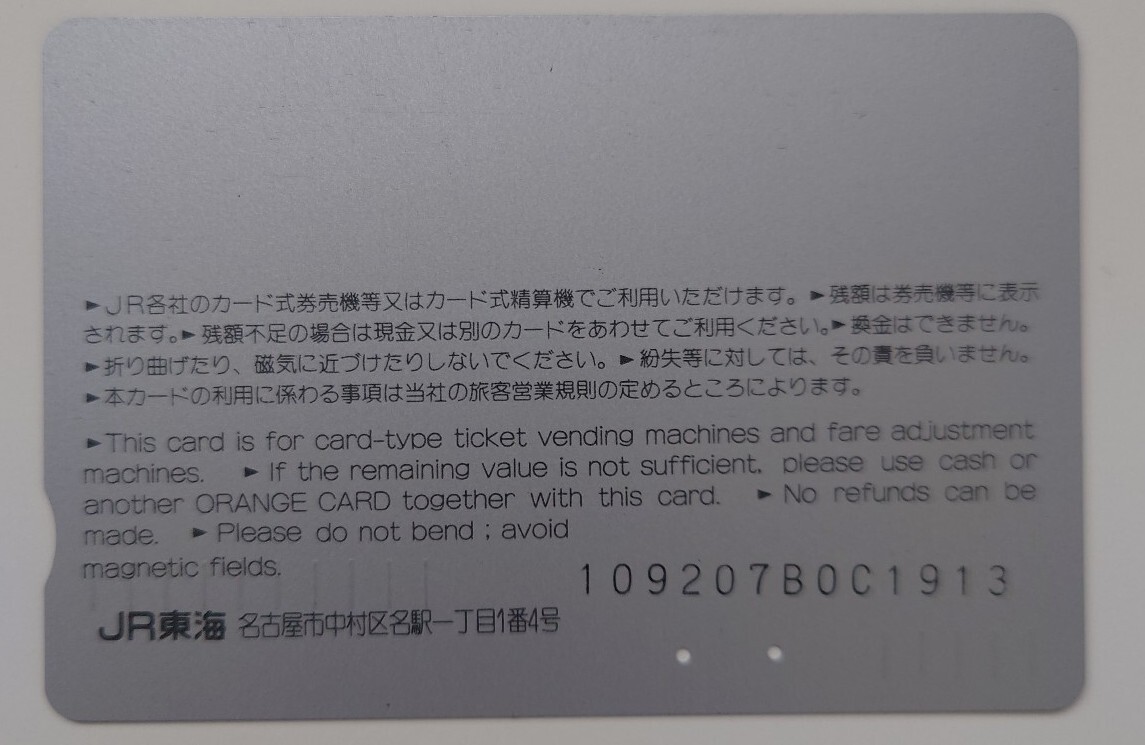 ►JR各社のカード式券売機等又はカード式精算機でご利用いただけます。►残額は券売機等に表示
されます。►残額不足の場合は現金又は別のカードをあわせてご利用ください。►換金はできません。
►折り曲げたり、磁気に近づけたりしないでください。►紛失等に対しては、その責を負いません。
►本カードの利用に係わる事項は当社の旅客営業規則の定めるところによります。
►This card is for card-type ticket vending machines and fare adjustment
machines. ►If the remaining value is not sufficient, please use cash or
another ORANGE CARD together with this card. ►No refunds can be
made. ►Please do not bend ; avoid
magnetic fields.
109207B0C1913
JR東海 名古屋市中村区名駅一丁目1番4号